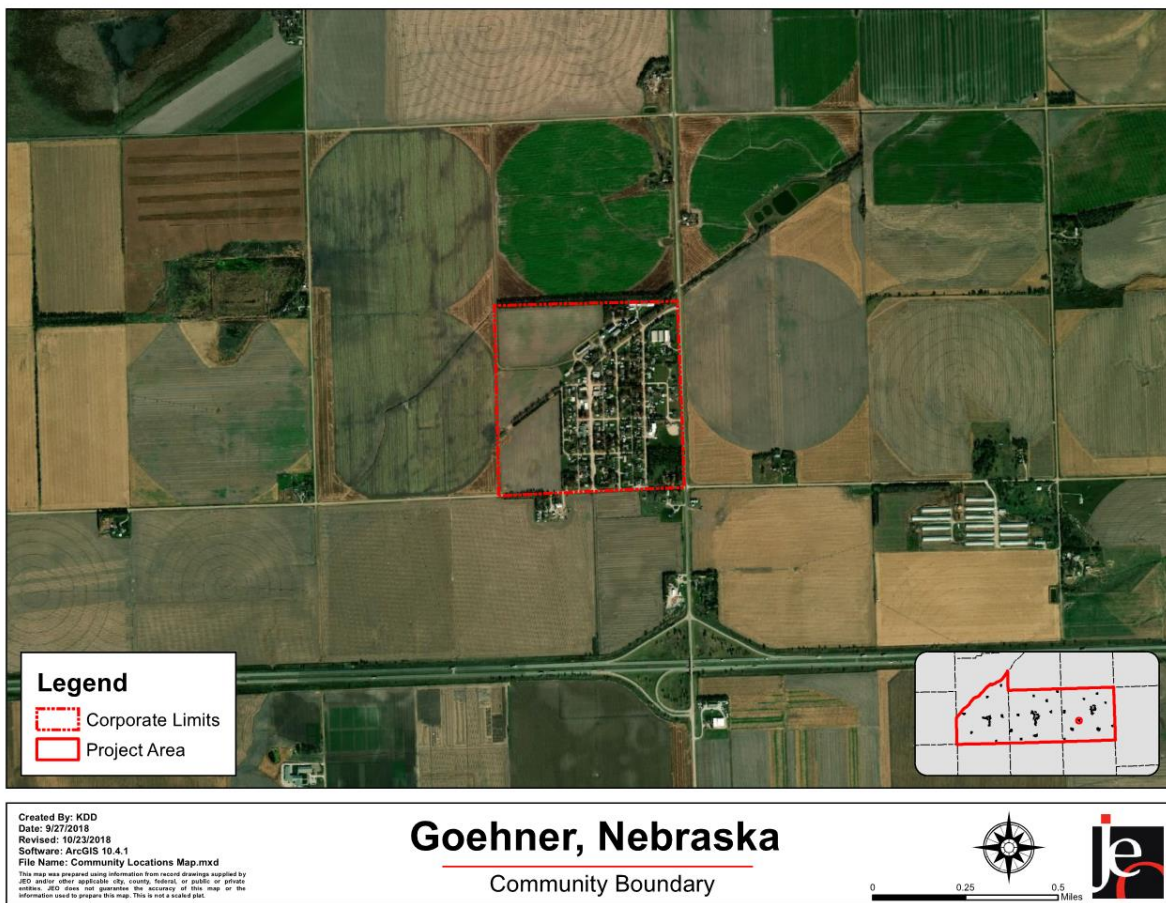 Legend
Corporate Limits
Project Area
Created By: KDD
Date: 9/27/2018
Revised: 10/23/2018
Software: ArcGIS 10.4.1
File Name: Community Locations Map.mxd
This map was prepared using information from record drawings supplied by
JEO and/or other applicable city, county, federal, or public or private
entities. JEO does not guarantee the accuracy of this map or the
information used to prepare this map. This is not a scaled plat.
Goehner, Nebraska
Community Boundary
0 0.25 0.5
Miles
jeo